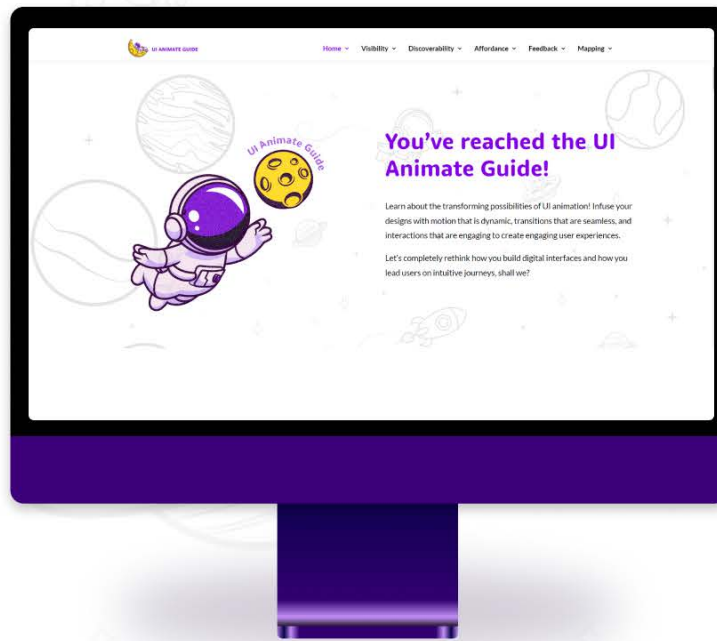 UI ANIMATE GUIDE
Home Visibility Discoverability Affordance Feedback Mapping
UI Animate Guide
You've reached the UI
Animate Guide!
Learn about the transforming possibilities of UI animation! Infuse your
designs with motion that is dynamic, transitions that are seamless, and
interactions that are engaging to create engaging user experiences.
Let's completely rethink how you build digital interfaces and how you
lead users on intuitive journeys, shall we?